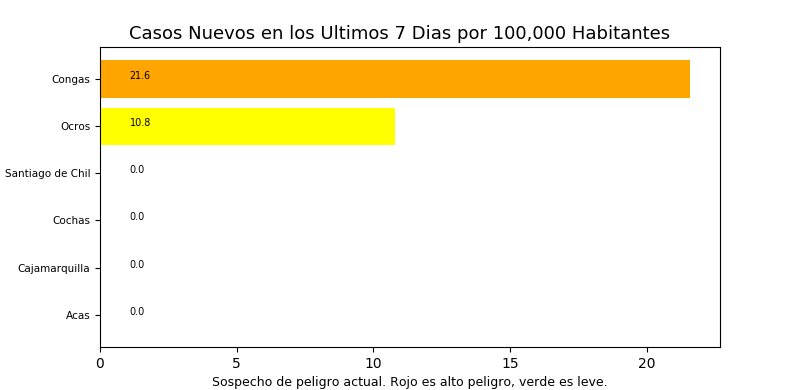 Casos Nuevos en los Ultimos 7 Dias por 100,000 Habitantes
Congas 21.6
Ocros 10.8
Santiago de Chil 0.0
Cochas 0.0
Cajamarquilla 0.0
Acas 0.0
0 5 10 15 20
Sospecho de peligro actual. Rojo es alto peligro, verde es leve.